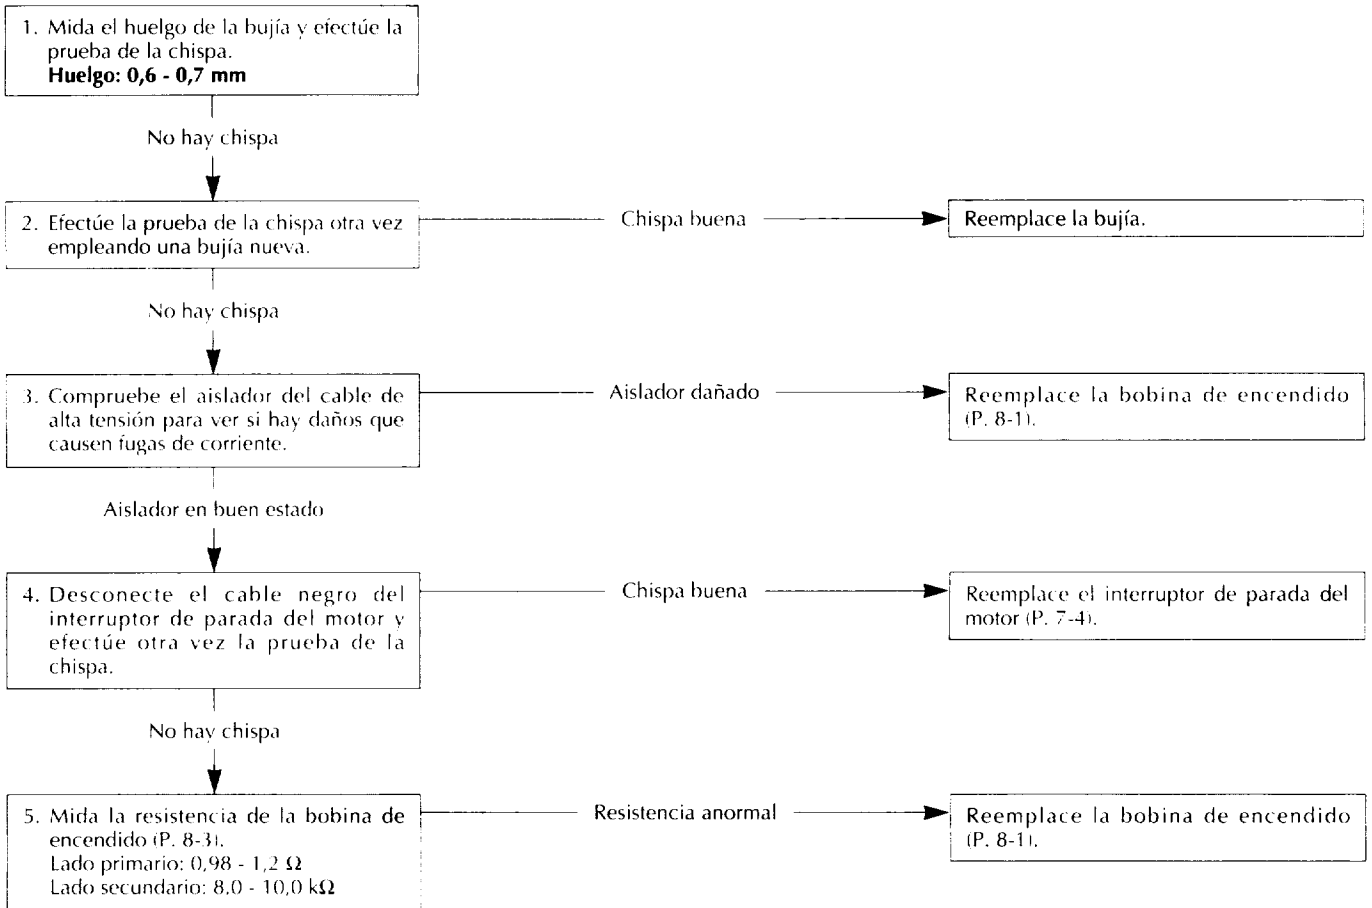 1. Mida el huelgo de la bujía y efectúe la
prueba de la chispa.
Huelgo: 0,6 - 0,7 mm
No hay chispa
2. Efectúe la prueba de la chispa otra vez
empleando una bujía nueva.
Chispa buena
Reemplace la bujía.
No hay chispa
3. Compruebe el aislador del cable de
alta tensión para ver si hay daños que
causen fugas de corriente.
Aislador dañado
Reemplace la bobina de encendido
(P. 8-1).
Aislador en buen estado
4. Desconecte el cable negro del
interruptor de parada del motor y
efectúe otra vez la prueba de la
chispa.
Chispa buena
Reemplace el interruptor de parada del
motor (P. 7-4).
No hay chispa
5. Mida la resistencia de la bobina de
encendido (P. 8-3).
Lado primario: 0,98 - 1,2 Ω
Lado secundario: 8,0 - 10,0 kΩ
Resistencia anormal
Reemplace la bobina de encendido
(P. 8-1).